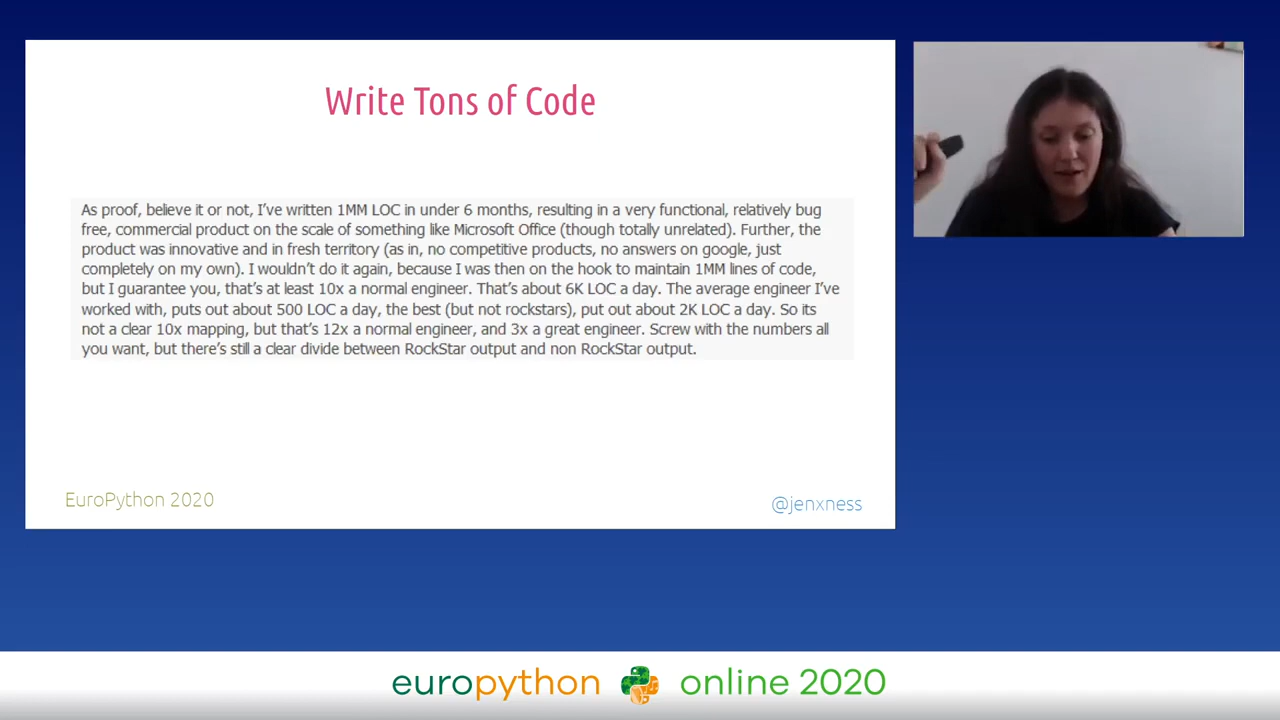 Write Tons of Code
As proof, believe it or not, I've written 1MM LOC in under 6 months, resulting in a very functional, relatively bug
free, commercial product on the scale of something like Microsoft Office (though totally unrelated). Further, the
product was innovative and in fresh territory (as in, no competitive products, no answers on google, just
completely on my own). I wouldn't do it again, because I was then on the hook to maintain 1MM lines of code,
but I guarantee you, that's at least 10x a normal engineer. That's about 6K LOC a day. The average engineer I've
worked with, puts out about 500 LOC a day, the best (but not rockstars), put out about 2K LOC a day. So its
not a clear 10x mapping, but that's 12x a normal engineer, and 3x a great engineer. Screw with the numbers all
you want, but there's still a clear divide between RockStar output and non RockStar output.
EuroPython 2020
@jenxness
europython online 2020